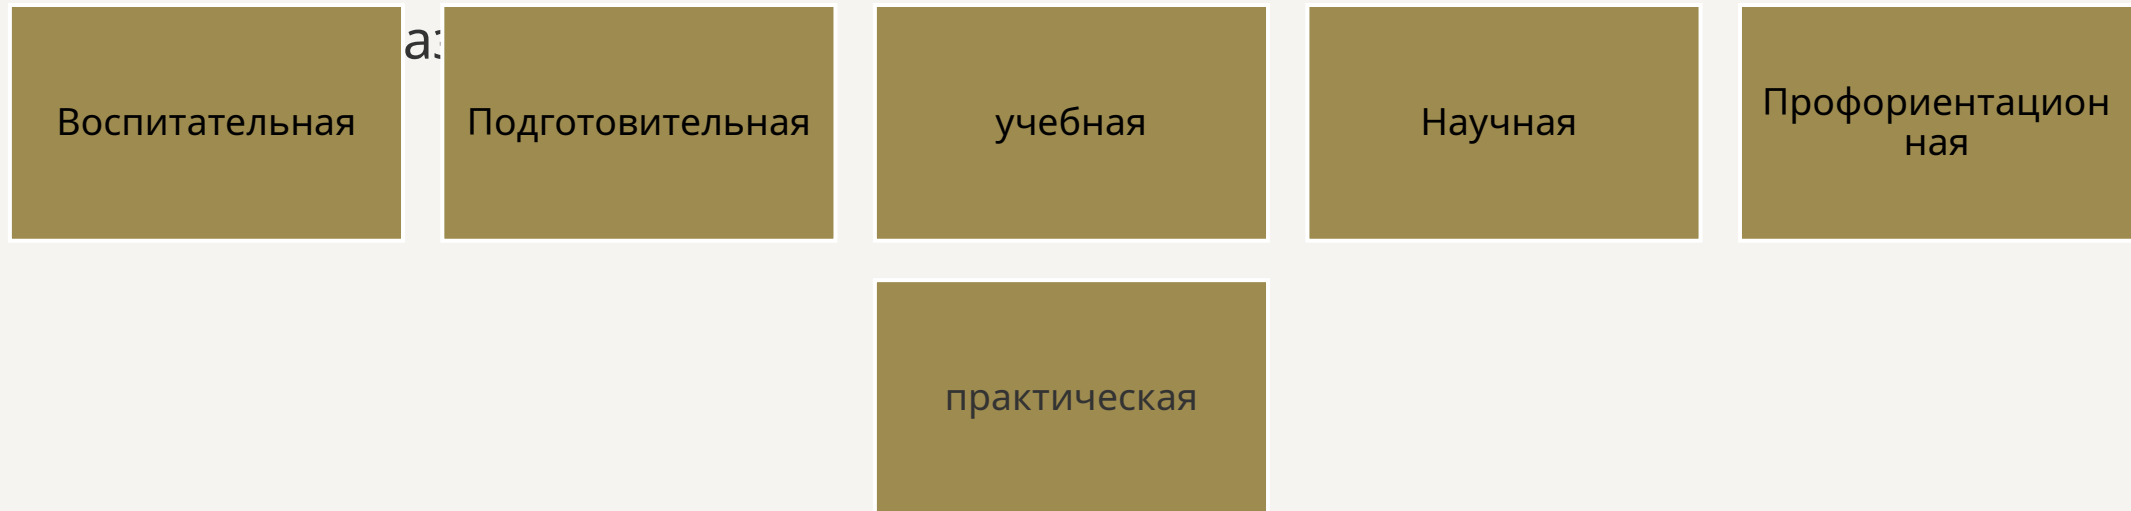 Воспитательная
Подготовительная
учебная
Научная
Профориентацион
ная
практическая